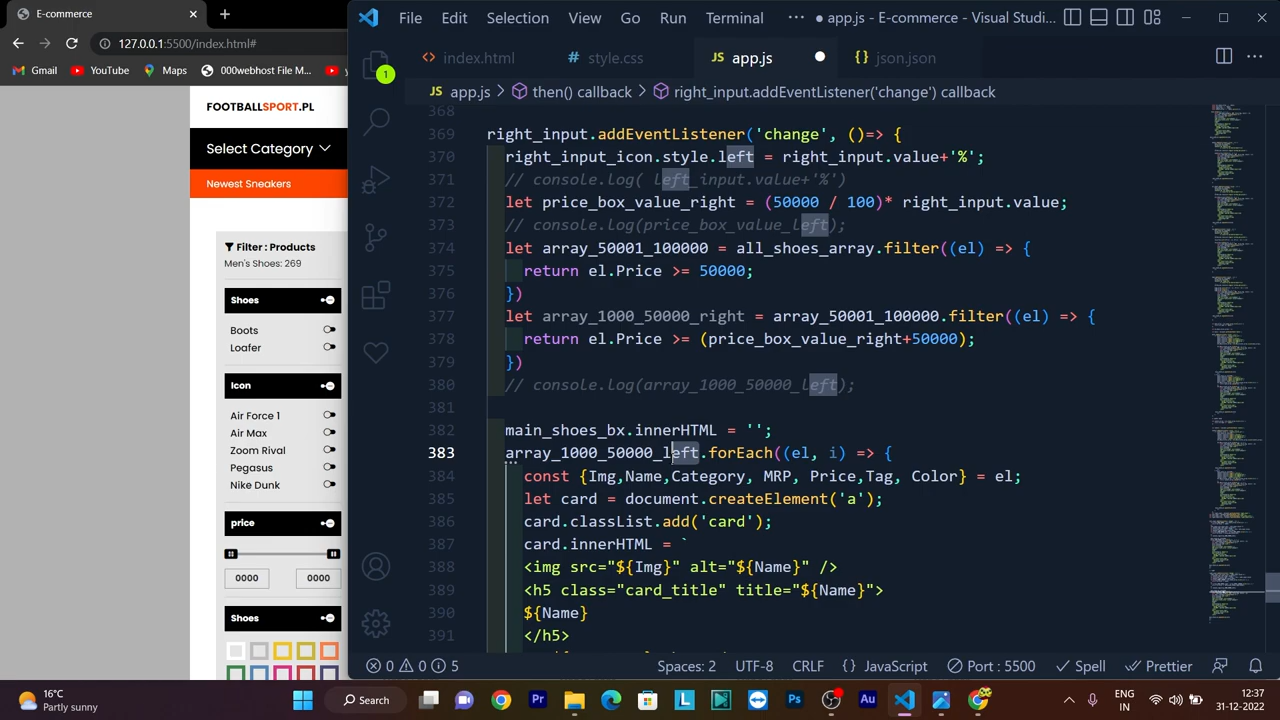 E-commerce
127.0.0.1:5500/index.html#
Gmail YouTube Maps 000webhost File M...
FOOTBALLSPORT.PL
Select Category
Newest Sneakers
Filter : Products
Men's Shoes: 269
Shoes
Boots
Loafer
Icon
Air Force 1
Air Max
Zoom Rival
Pegasus
Nike Dunk
price
0000 0000
Shoes
File Edit Selection View Go Run Terminal ··· ● app.js - E-commerce - Visual Studi...
1
<> index.html # style.css JS app.js {} json.json
JS app.js > then() callback > right_input.addEventListener('change') callback
368
369 right_input.addEventListener('change', ()=> {
370 right_input_icon.style.left = right_input.value+'%';
371 left_input.value '%')
372 let price_box_value_right = (50000 / 100)* right_input.value;
373
374 let array_50001_100000 = all_shoes_array.filter((el) => {
375 return el.Price >= 50000;
376 })
377 let array_1000_50000_right = array_50001_100000.filter((el) => {
378 return el.Price >= (price_box_value_right+50000);
379 })
380 console.log(array_1000_50000_left);
381
382 main_shoes_bx.innerHTML = '';
383 array_1000_50000_left.forEach((el, i) => {
384 const {Img,Name,Category, MRP,Price,Tag, Color} = el;
385 let card = document.createElement('a');
386 card.classList.add('card');
387 card.innerHTML = `
388 <img src="${Img}" alt="${Name}" />
389 class="card_title" title="${Name}">
390 ${Name}
391 </h5>
0 0 5 Spaces: 2 UTF-8 CRLF {} JavaScript Port : 5500 Spell Prettier
16°C
Partly sunny
Search
ENG
IN
12:37
31-12-2022